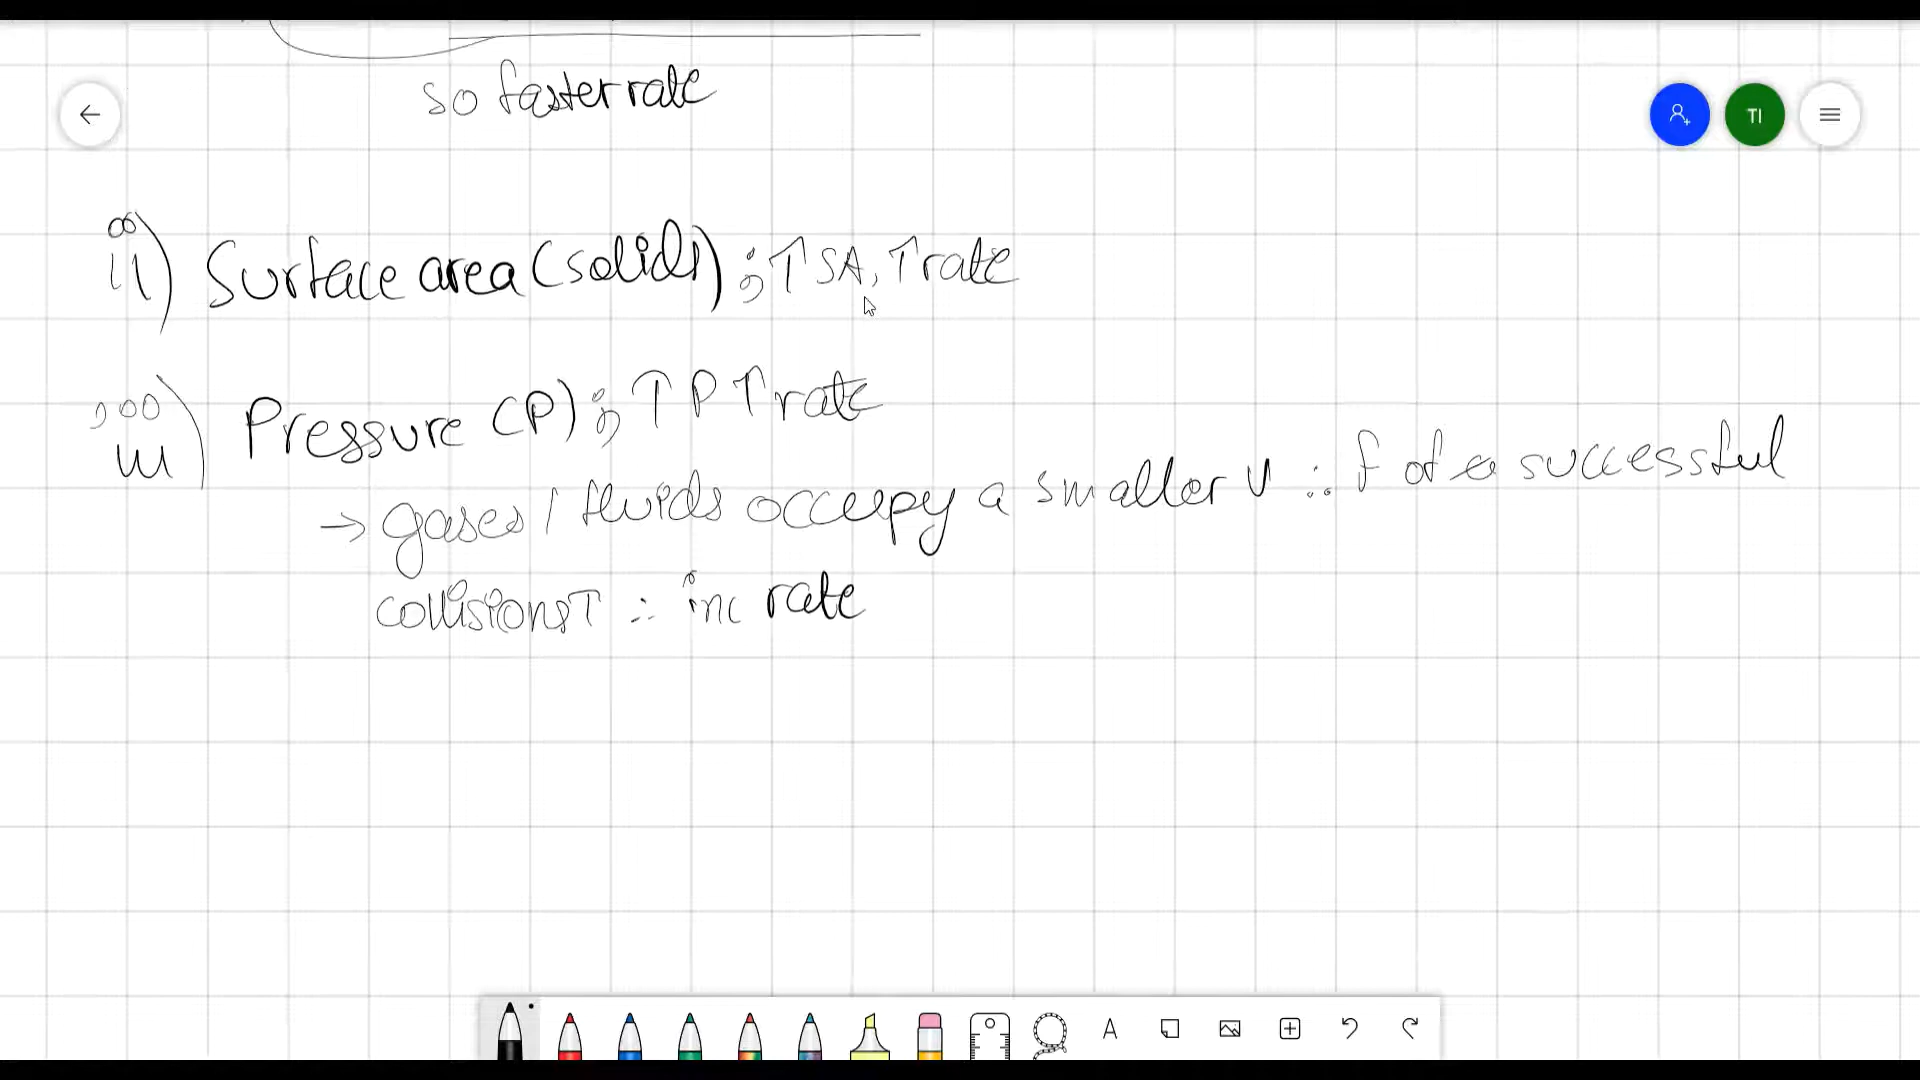 so faster rate
TI
ii) Surface area (solids) ; ↑ SA, ↑ rate
iii) Pressure (P) ; ↑ P ↑ rate
→ gases / fluids occupy a smaller V ∴ f of successful
collisions↑ ∴ inc rate
A